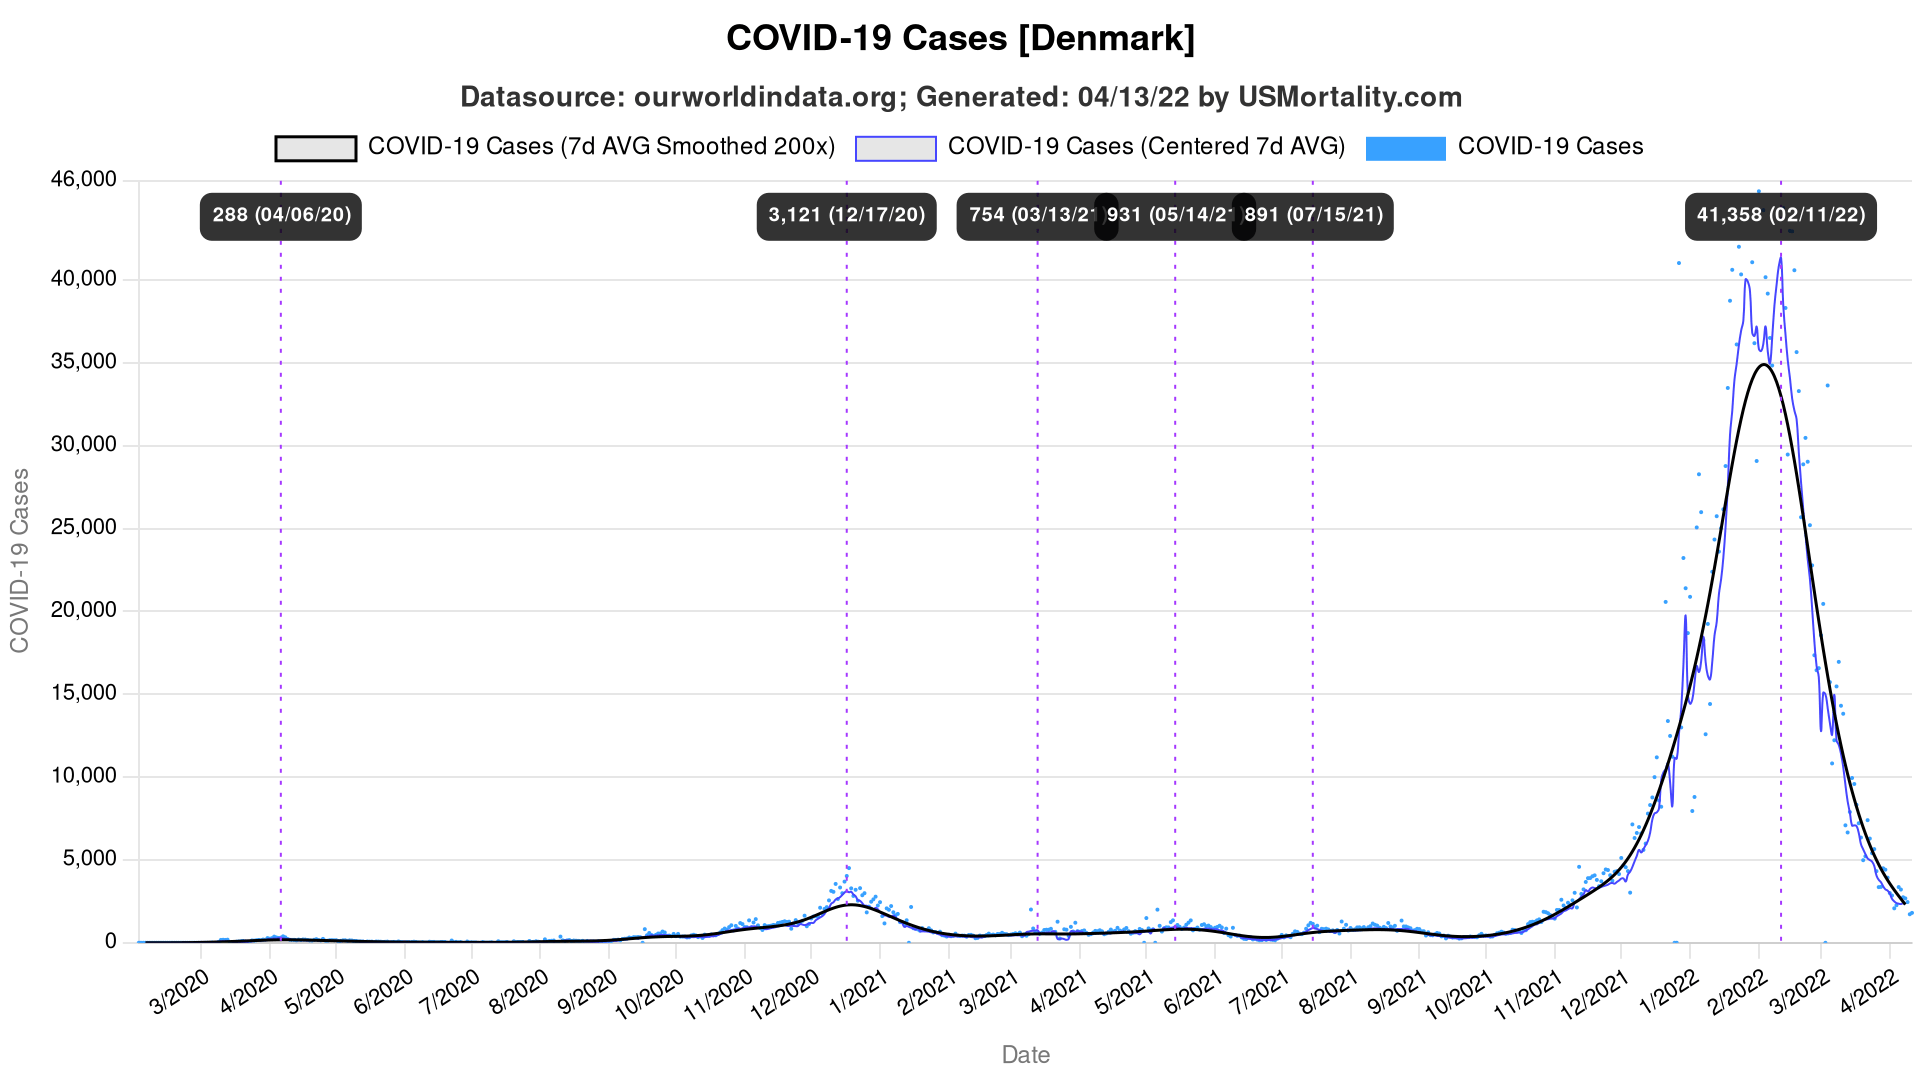 COVID-19 Cases [Denmark]
Datasource: ourworldindata.org; Generated: 04/13/22 by USMortality.com
COVID-19 Cases (7d AVG Smoothed 200x) COVID-19 Cases (Centered 7d AVG) COVID-19 Cases
46,000
288 (04/06/20) 3,121 (12/17/20) 754 (03/13/21) 931 (05/14/21) 891 (07/15/21) 41,358 (02/11/22)
40,000
35,000
30,000
25,000
20,000
15,000
10,000
5,000
0
COVID-19 Cases
3/2020 4/2020 5/2020 6/2020 7/2020 8/2020 9/2020 10/2020 11/2020 12/2020 1/2021 2/2021 3/2021 4/2021 5/2021 6/2021 7/2021 8/2021 9/2021 10/2021 11/2021 12/2021 1/2022 2/2022 3/2022 4/2022
Date